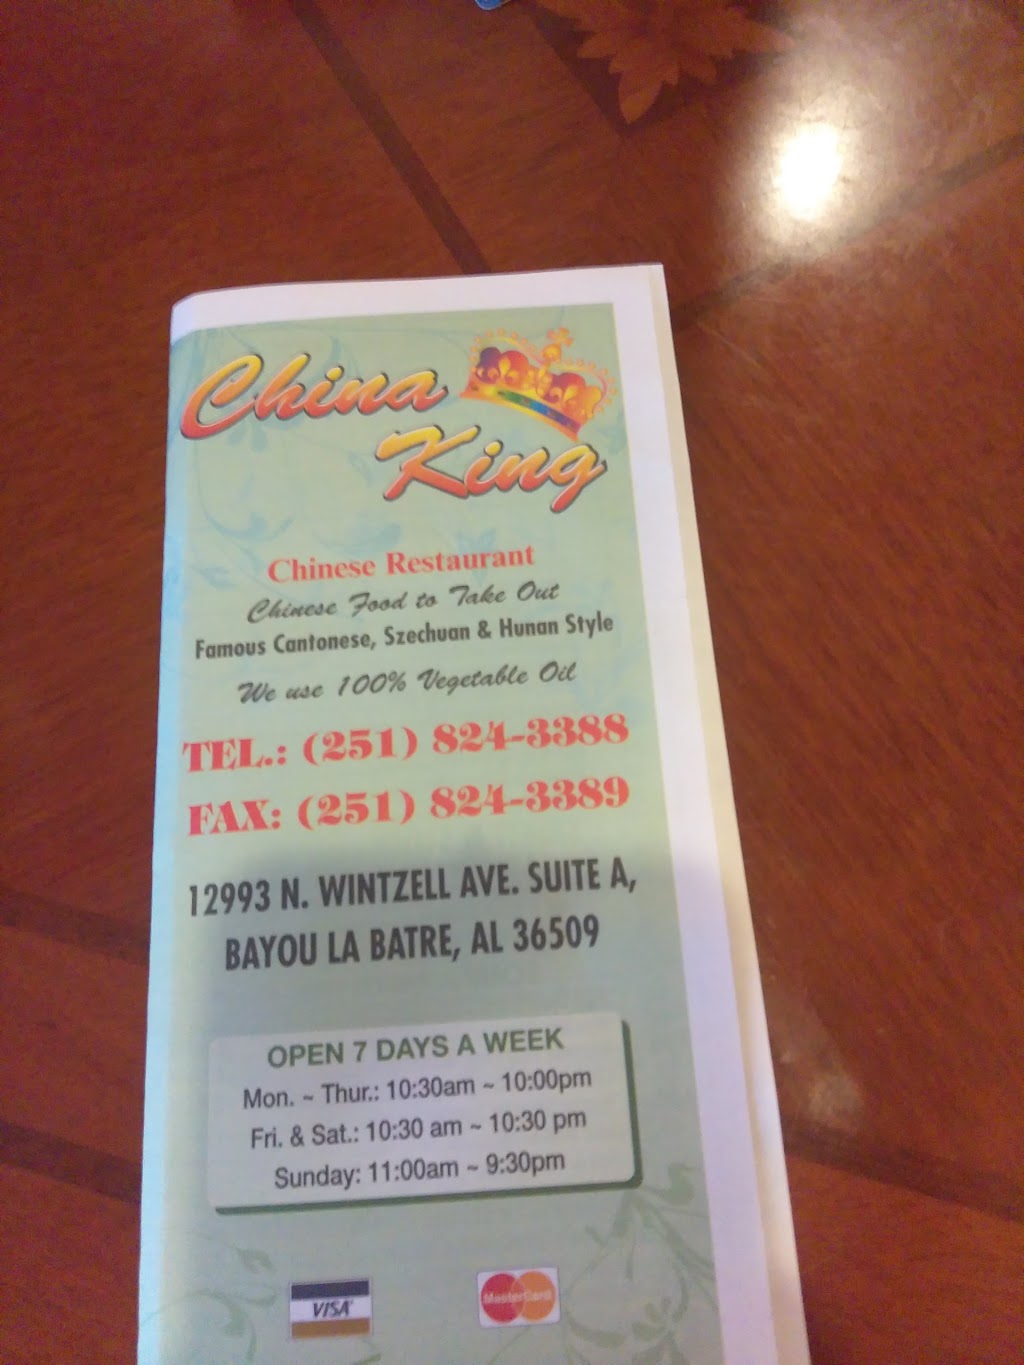 China
King
Chinese Restaurant
Chinese Food to Take Out
Famous Cantonese, Szechuan & Hunan Style
We use 100% Vegetable Oil
TEL.: (251) 824-3388
FAX: (251) 824-3389
12993 N. WINTZELL AVE. SUITE A,
BAYOU LA BATRE, AL 36509
OPEN 7 DAYS A WEEK
Mon. ~ Thur.: 10:30am ~ 10:00pm
Fri. & Sat.: 10:30 am ~ 10:30 pm
Sunday: 11:00am ~ 9:30pm
VISA MasterCard